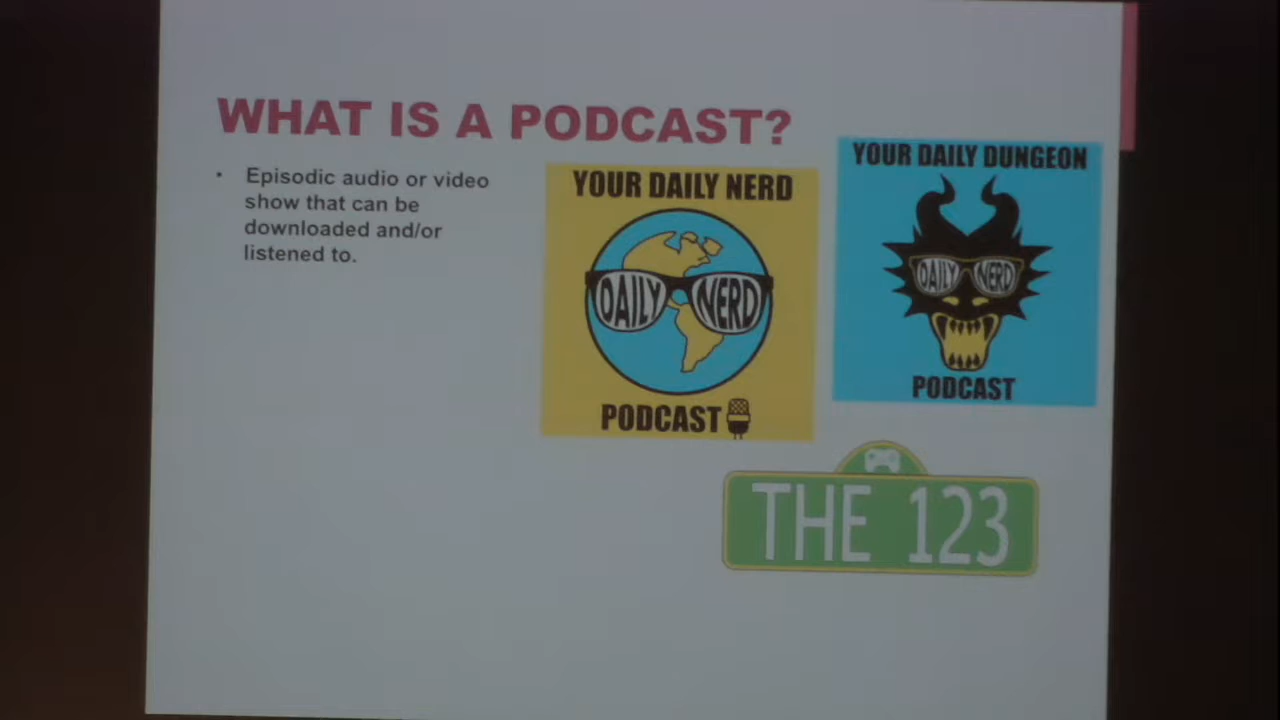 WHAT IS A PODCAST?
• Episodic audio or video
show that can be
downloaded and/or
listened to.
YOUR DAILY NERD
DAILY NERD
PODCAST
YOUR DAILY DUNGEON
DAILY NERD
PODCAST
THE 123